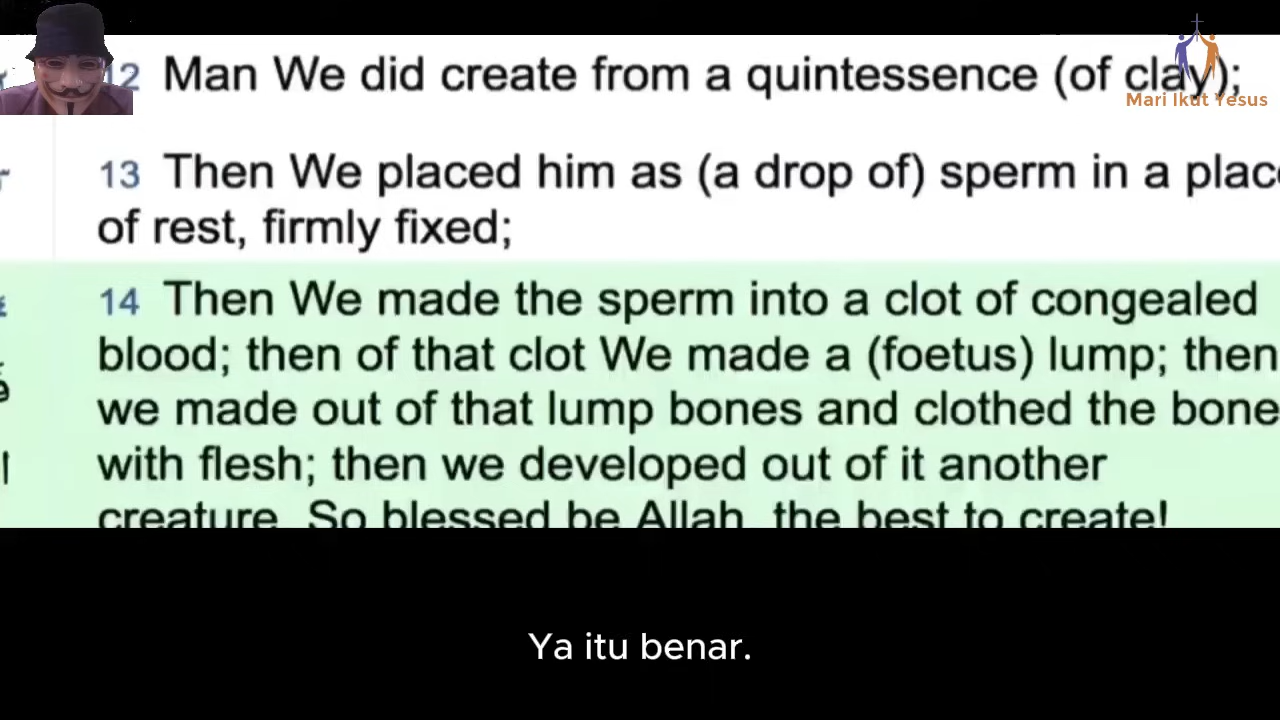 12 Man We did create from a quintessence (of clay);
Mari Ikut Yesus
13 Then We placed him as (a drop of) sperm in a place
of rest, firmly fixed;
14 Then We made the sperm into a clot of congealed
blood; then of that clot We made a (foetus) lump; then
we made out of that lump bones and clothed the bone
with flesh; then we developed out of it another
creature. So blessed be Allah, the best to create!
Ya itu benar.